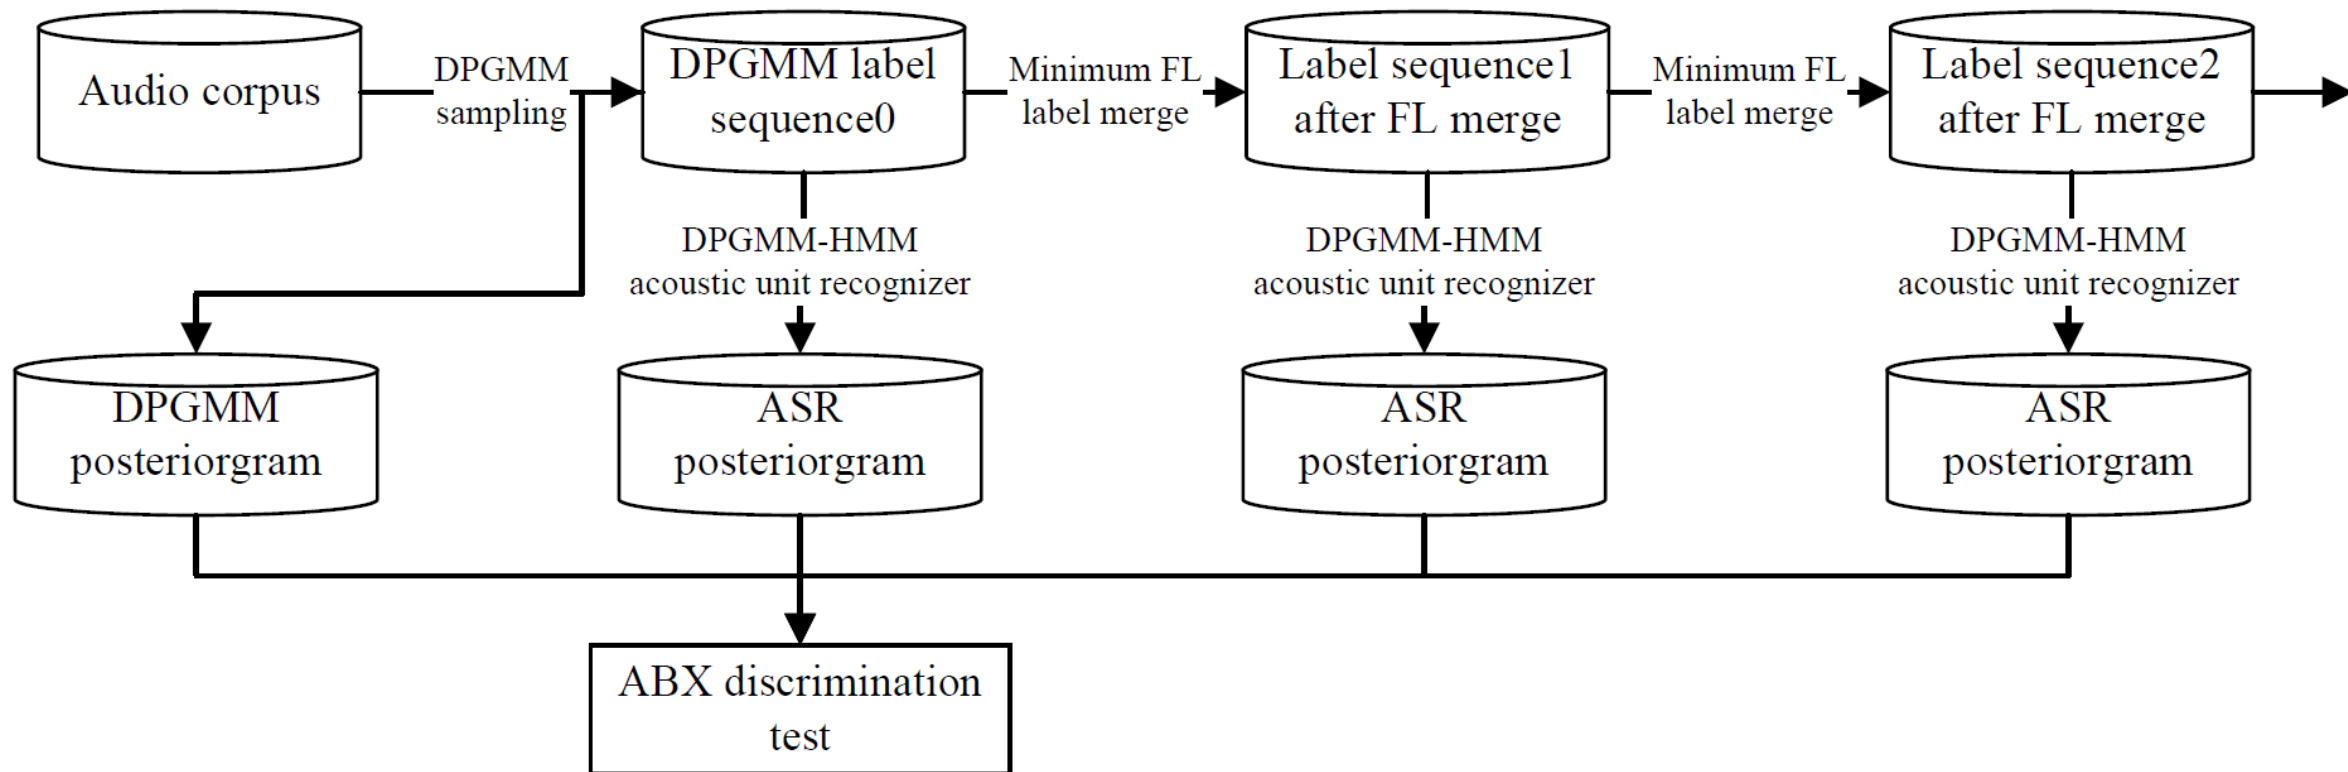 Audio corpus
DPGMM
sampling
DPGMM label
sequence0
Minimum FL
label merge
Label sequence1
after FL merge
Minimum FL
label merge
Label sequence2
after FL merge
DPGMM-HMM
acoustic unit recognizer
DPGMM-HMM
acoustic unit recognizer
DPGMM-HMM
acoustic unit recognizer
DPGMM
posteriorgram
ASR
posteriorgram
ASR
posteriorgram
ASR
posteriorgram
ABX discrimination
test